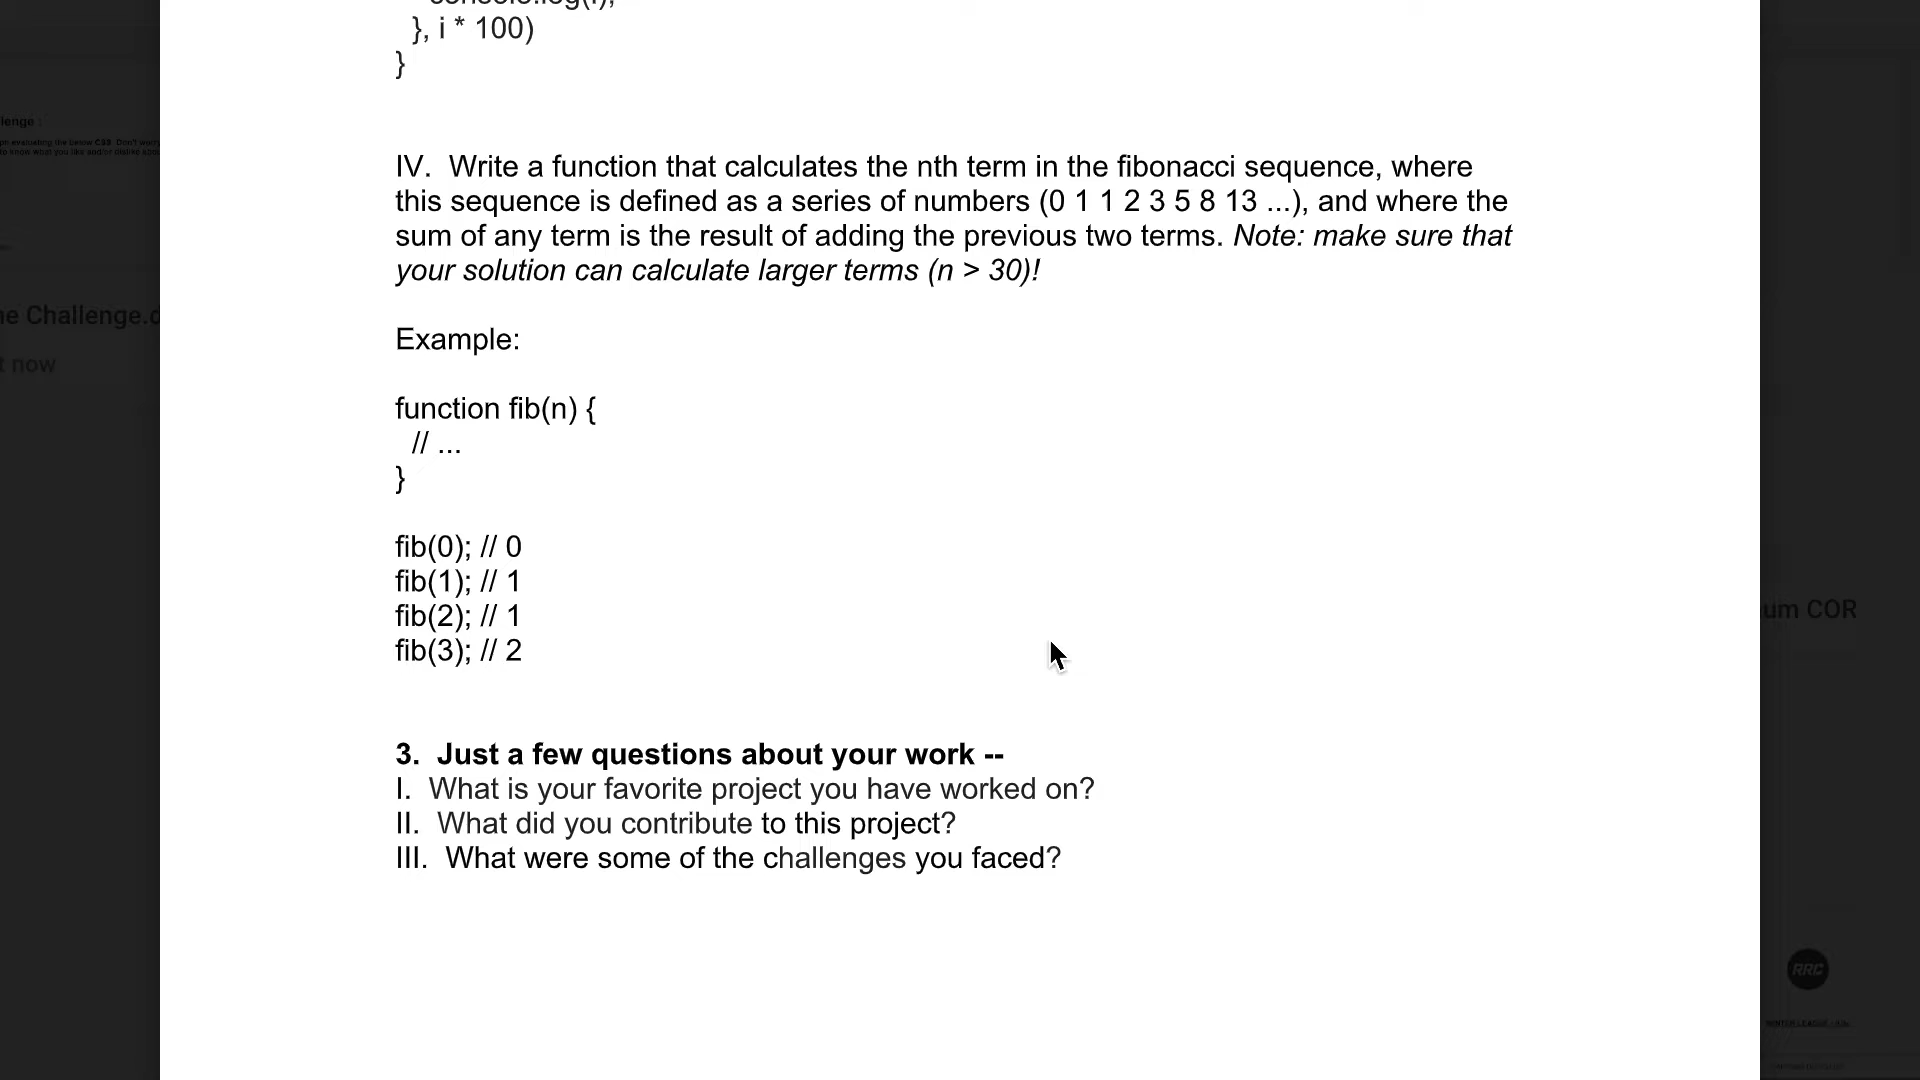 }, i * 100)
}
IV.  Write a function that calculates the nth term in the fibonacci sequence, where
this sequence is defined as a series of numbers (0 1 1 2 3 5 8 13 ...), and where the
sum of any term is the result of adding the previous two terms. Note: make sure that
your solution can calculate larger terms (n > 30)!
Example:
function fib(n) {
// ...
}
fib(0); // 0
fib(1); // 1
fib(2); // 1
fib(3); // 2
3.  Just a few questions about your work --
I.  What is your favorite project you have worked on?
II.  What did you contribute to this project?
III.  What were some of the challenges you faced?
Challenge.
now
COR
RRC